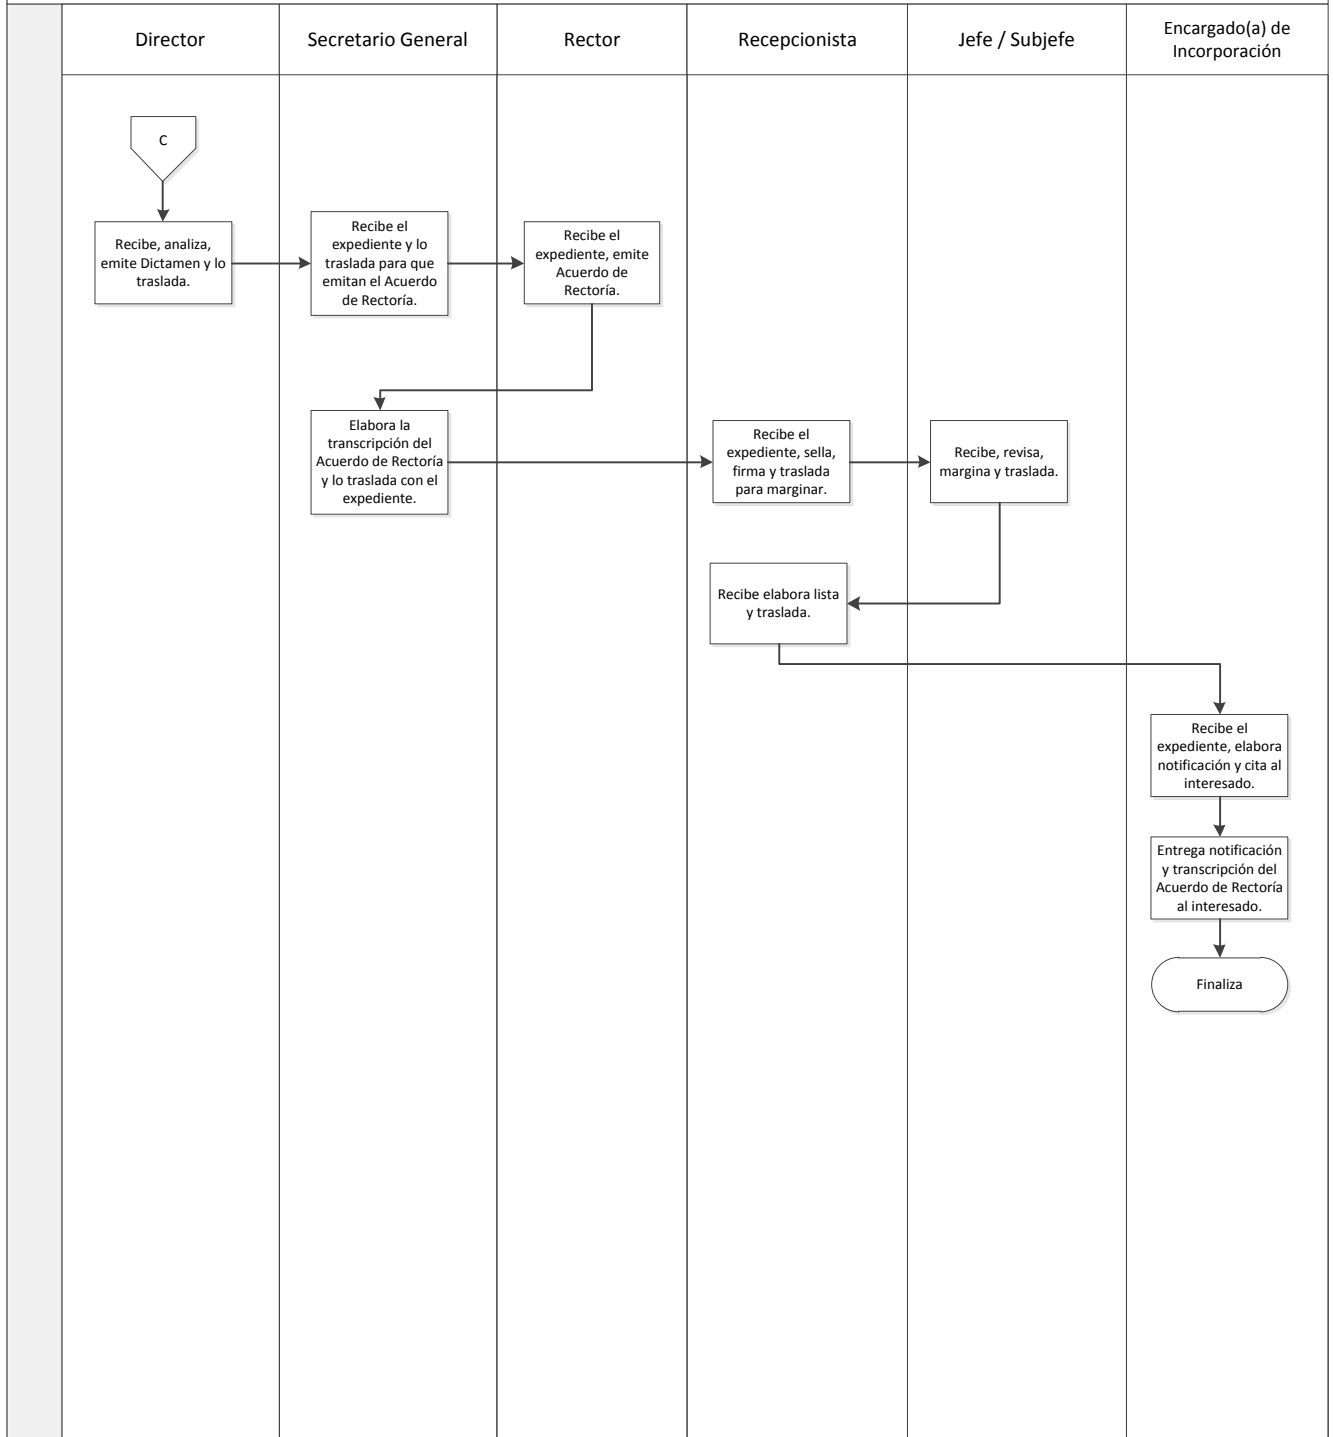 Director
Secretario General
Rector
Recepcionista
Jefe / Subjefe
Encargado(a) de
Incorporación
C
Recibe, analiza,
emite Dictamen y lo
traslada.
Recibe el
expediente y lo
traslada para que
emitan el Acuerdo
de Rectoría.
Recibe el
expediente, emite
Acuerdo de
Rectoría.
Elabora la
transcripción del
Acuerdo de Rectoría
y lo traslada con el
expediente.
Recibe el
expediente, sella,
firma y traslada
para marginar.
Recibe, revisa,
margina y traslada.
Recibe elabora lista
y traslada.
Recibe el
expediente, elabora
notificación y cita al
interesado.
Entrega notificación
y transcripción del
Acuerdo de Rectoría
al interesado.
Finaliza